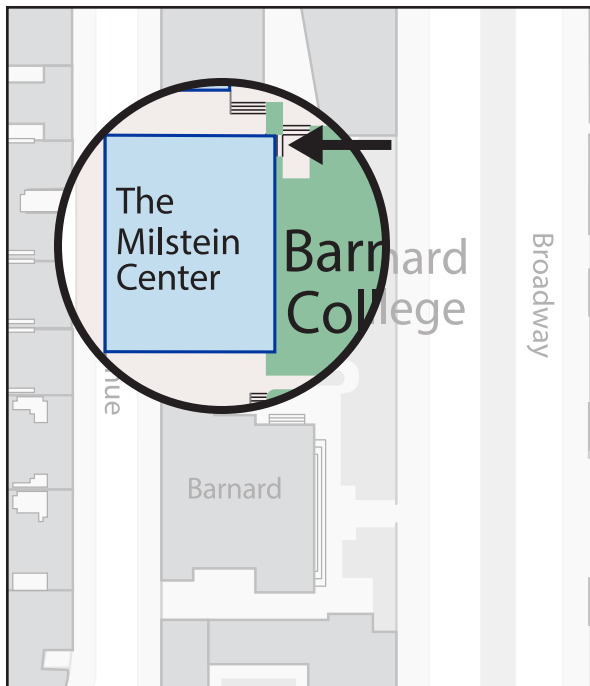 The
Milstein
Center
Barnard
College
Broadway
nue
Barnard